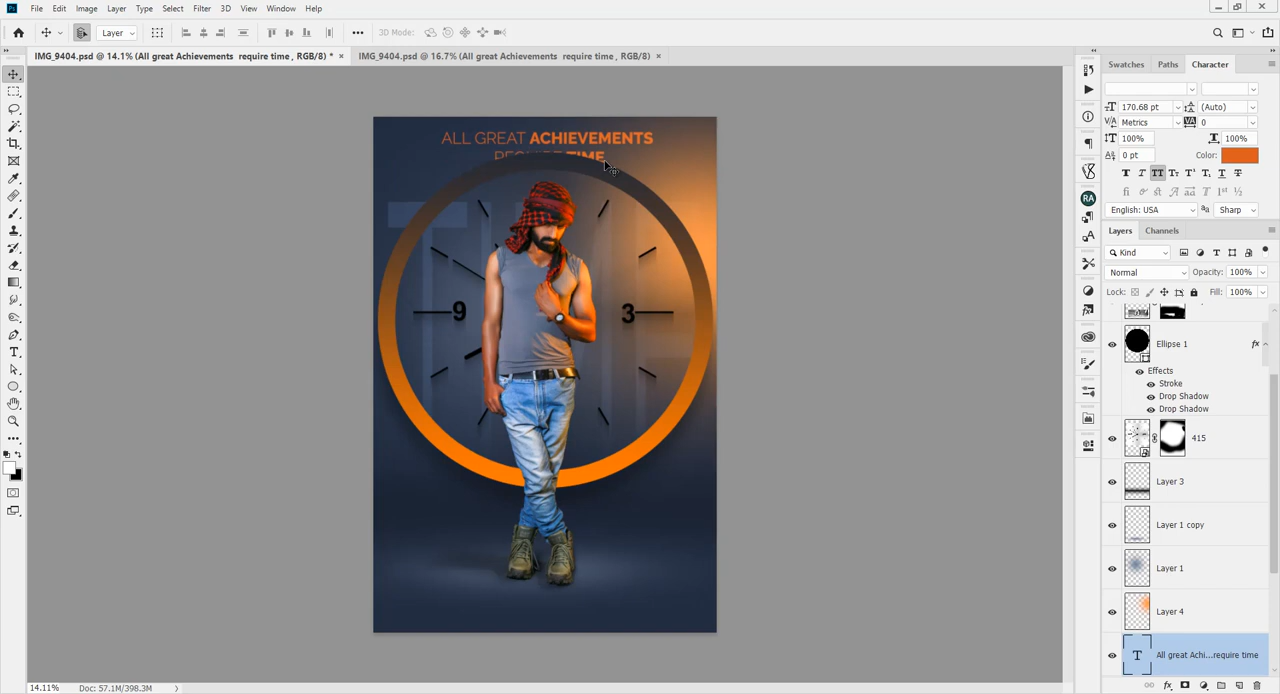 File Edit Image Layer Type Select Filter 3D View Window Help
Layer 3D Mode:
IMG_9404.psd @ 14.1% (All great Achievements require time, RGB/8) * × IMG_9404.psd @ 16.7% (All great Achievements require time, RGB/8) ×
ALL GREAT ACHIEVEMENTS
REQUIRE TIME
9 3
Swatches Paths Character
170.68 pt (Auto)
Metrics 0
100% 100%
0 pt Color:
English: USA Sharp
RA
Layers Channels
Kind
Normal Opacity: 100%
Lock: Fill: 100%
Ellipse 1 fx
Effects
Stroke
Drop Shadow
Drop Shadow
415
Layer 3
Layer 1 copy
Layer 1
Layer 4
All great Achi...require time
14.11% Doc: 57.1M/398.3M